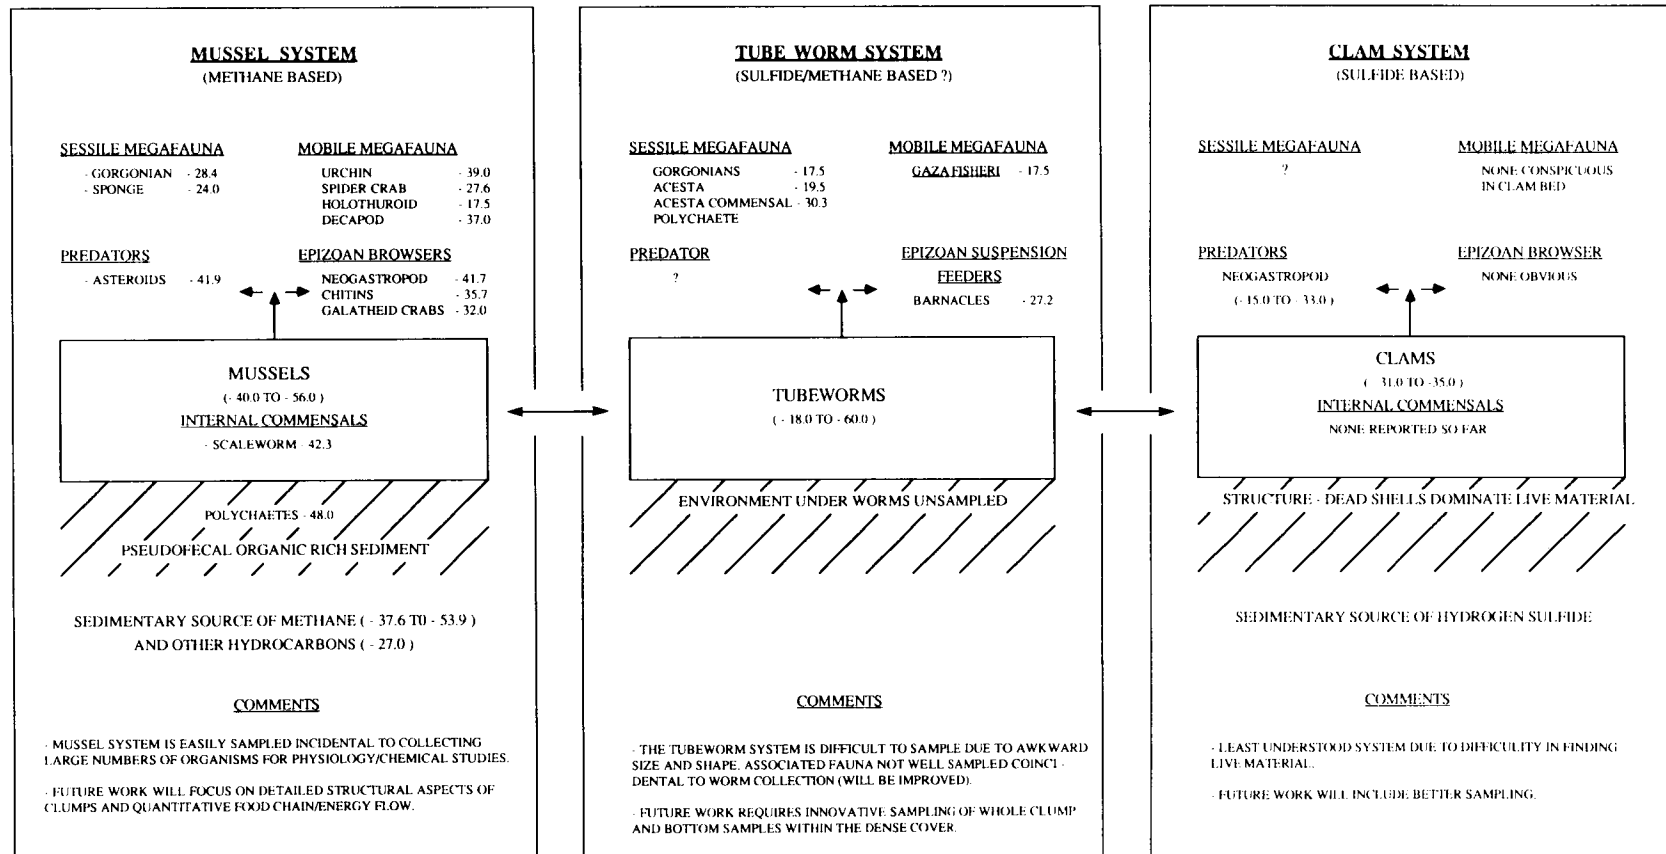 MUSSEL SYSTEM
(METHANE BASED)
SESSILE MEGAFAUNA
- GORGONIAN - 28.4
- SPONGE - 24.0
MOBILE MEGAFAUNA
URCHIN - 39.0
SPIDER CRAB - 27.6
HOLOTHUROID - 17.5
DECAPOD - 37.0
PREDATORS
- ASTEROIDS - 41.9
EPIZOAN BROWSERS
NEOGASTROPOD - 41.7
CHITINS - 35.7
GALATHEID CRABS - 32.0
MUSSELS
(- 40.0 TO - 56.0 )
INTERNAL COMMENSALS
- SCALEWORM - 42.3
POLYCHAETES - 48.0
PSEUDOFECAL ORGANIC RICH SEDIMENT
SEDIMENTARY SOURCE OF METHANE ( - 37.6 TO - 53.9 )
AND OTHER HYDROCARBONS ( - 27.0 )
COMMENTS
- MUSSEL SYSTEM IS EASILY SAMPLED INCIDENTAL TO COLLECTING
LARGE NUMBERS OF ORGANISMS FOR PHYSIOLOGY/CHEMICAL STUDIES.
- FUTURE WORK WILL FOCUS ON DETAILED STRUCTURAL ASPECTS OF
CLUMPS AND QUANTITATIVE FOOD CHAIN/ENERGY FLOW.
TUBE WORM SYSTEM
(SULFIDE/METHANE BASED ?)
SESSILE MEGAFAUNA
GORGONIANS - 17.5
ACESTA - 19.5
ACESTA COMMENSAL - 30.3
POLYCHAETE
MOBILE MEGAFAUNA
GAZA FISHERI - 17.5
PREDATOR
?
EPIZOAN SUSPENSION
FEEDERS
BARNACLES - 27.2
TUBEWORMS
( - 18.0 TO - 60.0 )
ENVIRONMENT UNDER WORMS UNSAMPLED
COMMENTS
- THE TUBEWORM SYSTEM IS DIFFICULT TO SAMPLE DUE TO AWKWARD
SIZE AND SHAPE. ASSOCIATED FAUNA NOT WELL SAMPLED COINCI -
DENTAL TO WORM COLLECTION (WILL BE IMPROVED).
- FUTURE WORK REQUIRES INNOVATIVE SAMPLING OF WHOLE CLUMP
AND BOTTOM SAMPLES WITHIN THE DENSE COVER.
CLAM SYSTEM
(SULFIDE BASED)
SESSILE MEGAFAUNA
?
MOBILE MEGAFAUNA
NONE CONSPICUOUS
IN CLAM BED
PREDATORS
NEOGASTROPOD
( - 15.0 TO - 33.0 )
EPIZOAN BROWSER
NONE OBVIOUS
CLAMS
( - 31.0 TO -35.0 )
INTERNAL COMMENSALS
NONE REPORTED SO FAR
STRUCTURE - DEAD SHELLS DOMINATE LIVE MATERIAL
SEDIMENTARY SOURCE OF HYDROGEN SULFIDE
COMMENTS
- LEAST UNDERSTOOD SYSTEM DUE TO DIFFICULITY IN FINDING
LIVE MATERIAL.
- FUTURE WORK WILL INCLUDE BETTER SAMPLING.